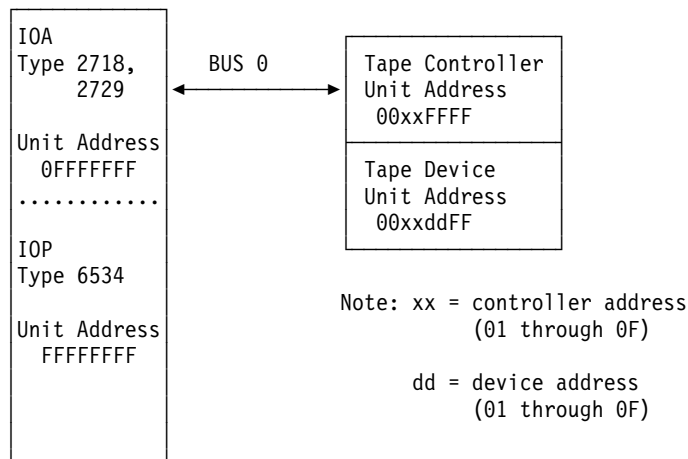 IOA
Type 2718,
2729
Unit Address
0FFFFFFF
............
IOP
Type 6534
Unit Address
FFFFFFFF
BUS 0
Tape Controller
Unit Address
00xxFFFF
Tape Device
Unit Address
00xxddFF
Note: xx = controller address
(01 through 0F)
dd = device address
(01 through 0F)